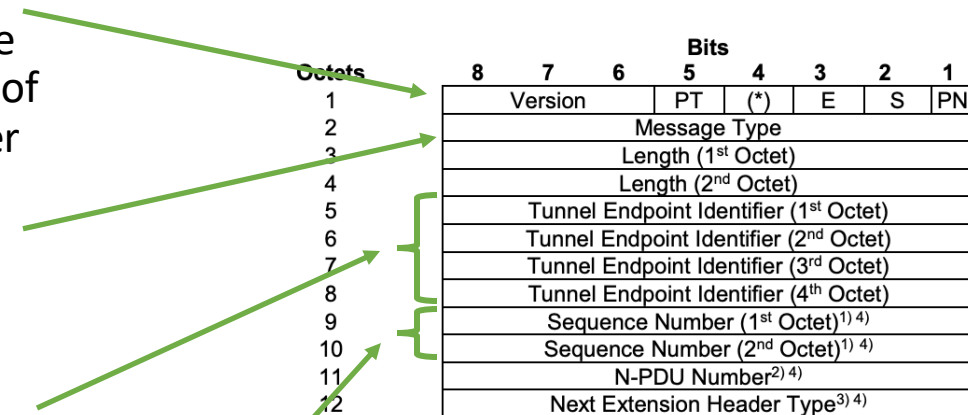 e
of
er
Bits
Octets 8 7 6 5 4 3 2 1
1 Version PT (*) E S PN
2 Message Type
3 Length (1st Octet)
4 Length (2nd Octet)
5 Tunnel Endpoint Identifier (1st Octet)
6 Tunnel Endpoint Identifier (2nd Octet)
7 Tunnel Endpoint Identifier (3rd Octet)
8 Tunnel Endpoint Identifier (4th Octet)
9 Sequence Number (1st Octet)1) 4)
10 Sequence Number (2nd Octet)1) 4)
11 N-PDU Number2) 4)
12 Next Extension Header Type3) 4)